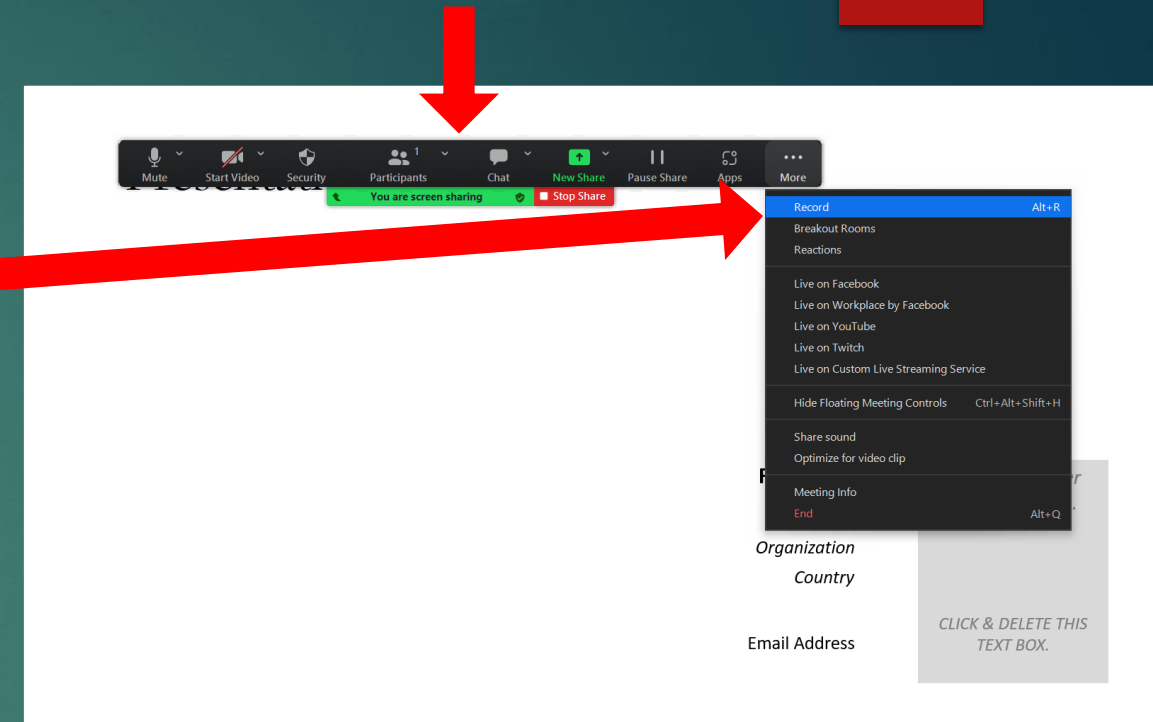 1
Mute Start Video Security Participants Chat New Share Pause Share Apps More
You are screen sharing Stop Share
Record Alt+R
Breakout Rooms
Reactions
Live on Facebook
Live on Workplace by Facebook
Live on YouTube
Live on Twitch
Live on Custom Live Streaming Service
Hide Floating Meeting Controls Ctrl+Alt+Shift+H
Share sound
Optimize for video clip
Meeting Info
End Alt+Q
Organization
Country
Email Address
CLICK & DELETE THIS
TEXT BOX.